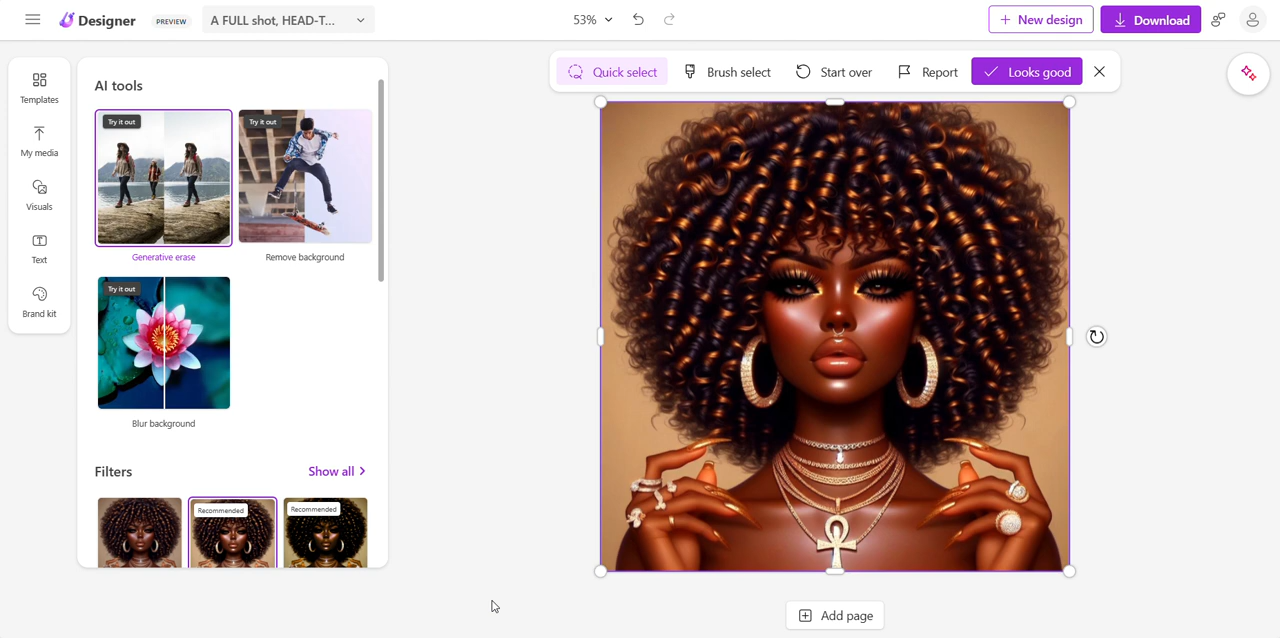 Designer PREVIEW A FULL shot, HEAD-T... 53% New design Download
Templates
My media
Visuals
Text
Brand kit
AI tools
Try it out Try it out
Generative erase Remove background
Try it out
Blur background
Filters Show all
Recommended Recommended
Quick select Brush select Start over Report Looks good
Add page